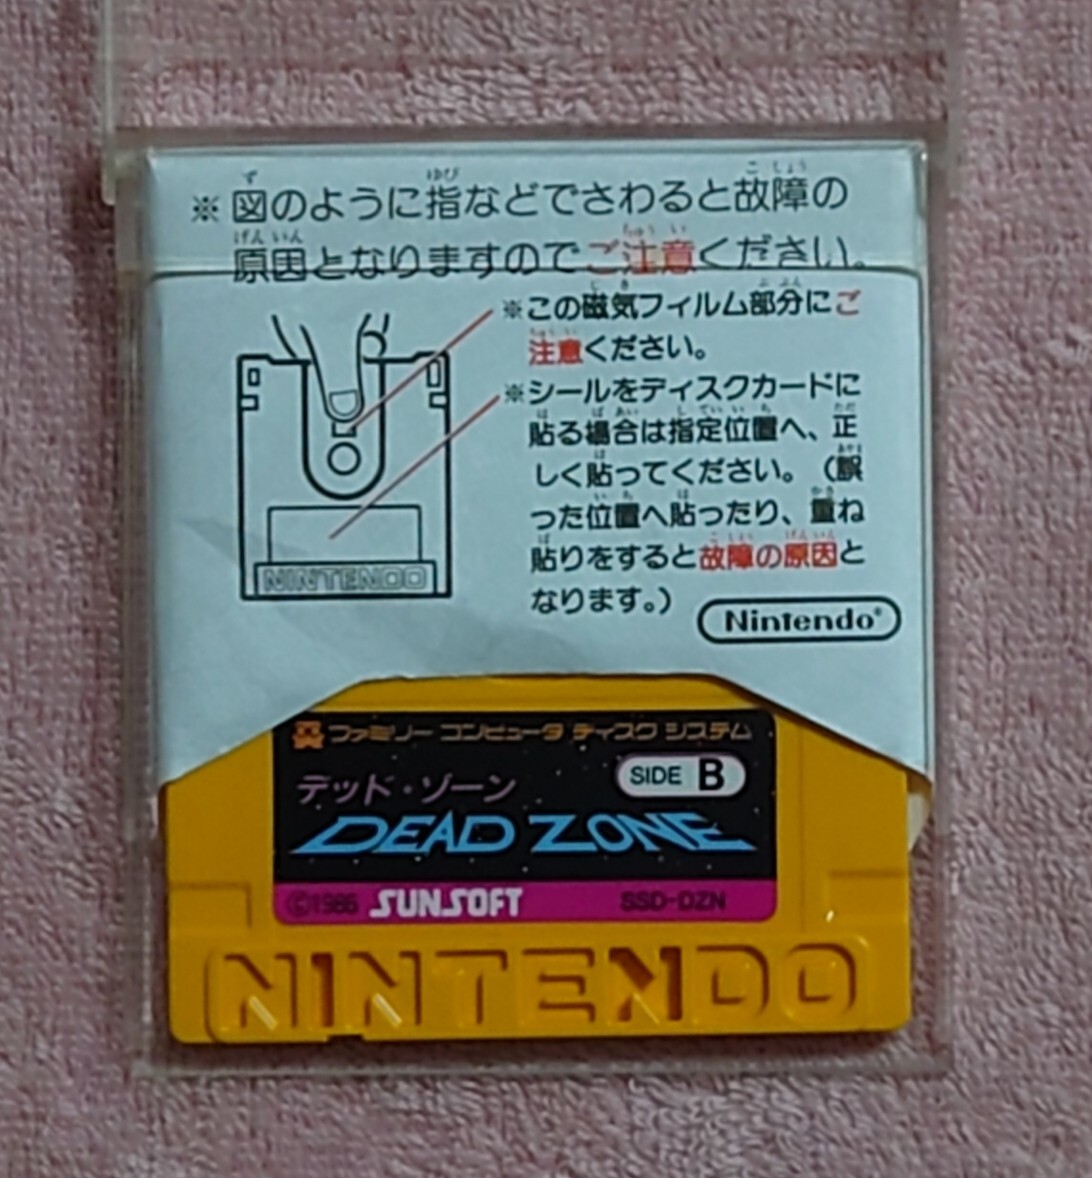 ※図のように指などでさわると故障の
原因となりますのでご注意ください。
※この磁気フィルム部分にご
注意ください。
※シールをディスクカードに
貼る場合は指定位置へ、正
しく貼ってください。(誤
った位置へ貼ったり、重ね
貼りをすると故障の原因と
なります。)
NINTENDO
Nintendo®
ファミリー コンピュータ ディスク システム
SIDE B
デッド・ゾーン
DEAD ZONE
©1986 SUNSOFT SSD-DZN
NINTENDO